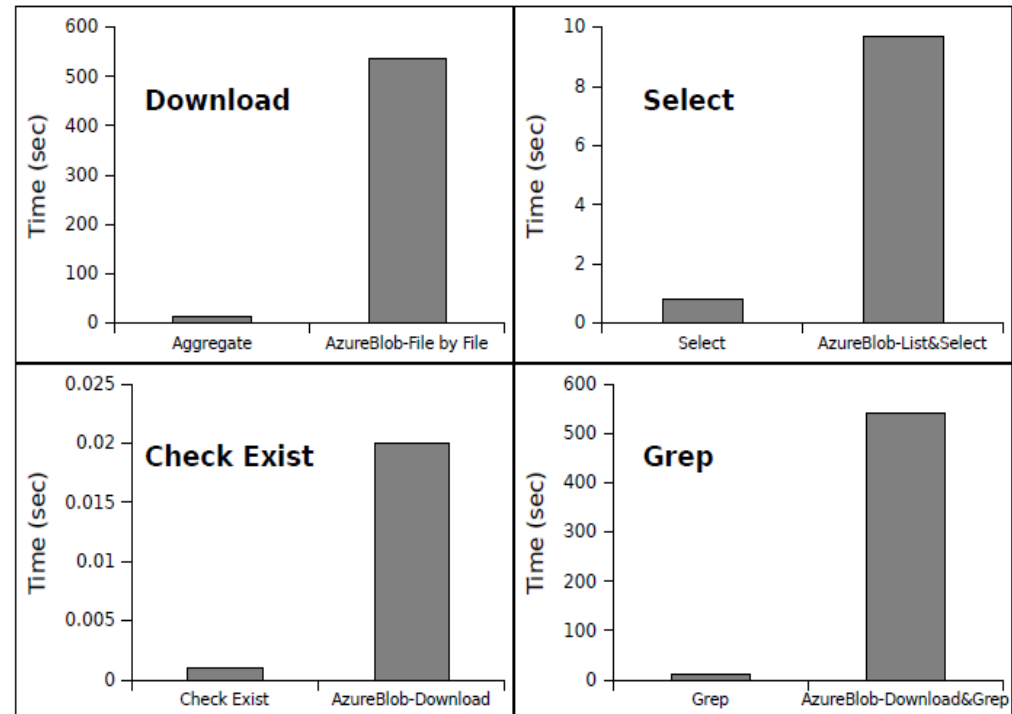 600
500
400
300
200
100
0
Time (sec)
Download
Aggregate
AzureBlob-File by File
10
8
6
4
2
0
Time (sec)
Select
Select
AzureBlob-List&Select
0.025
0.02
0.015
0.01
0.005
0
Time (sec)
Check Exist
Check Exist
AzureBlob-Download
600
500
400
300
200
100
0
Time (sec)
Grep
Grep
AzureBlob-Download&Grep